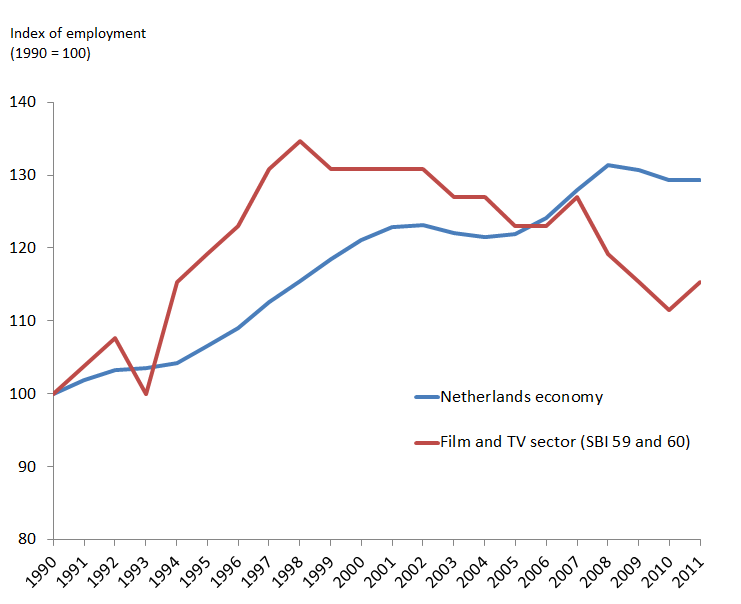 Index of employment
(1990 = 100)
140
130
120
110
100
90
80
Netherlands economy
Film and TV sector (SBI 59 and 60)
1990 1991 1992 1993 1994 1995 1996 1997 1998 1999 2000 2001 2002 2003 2004 2005 2006 2007 2008 2009 2010 2011